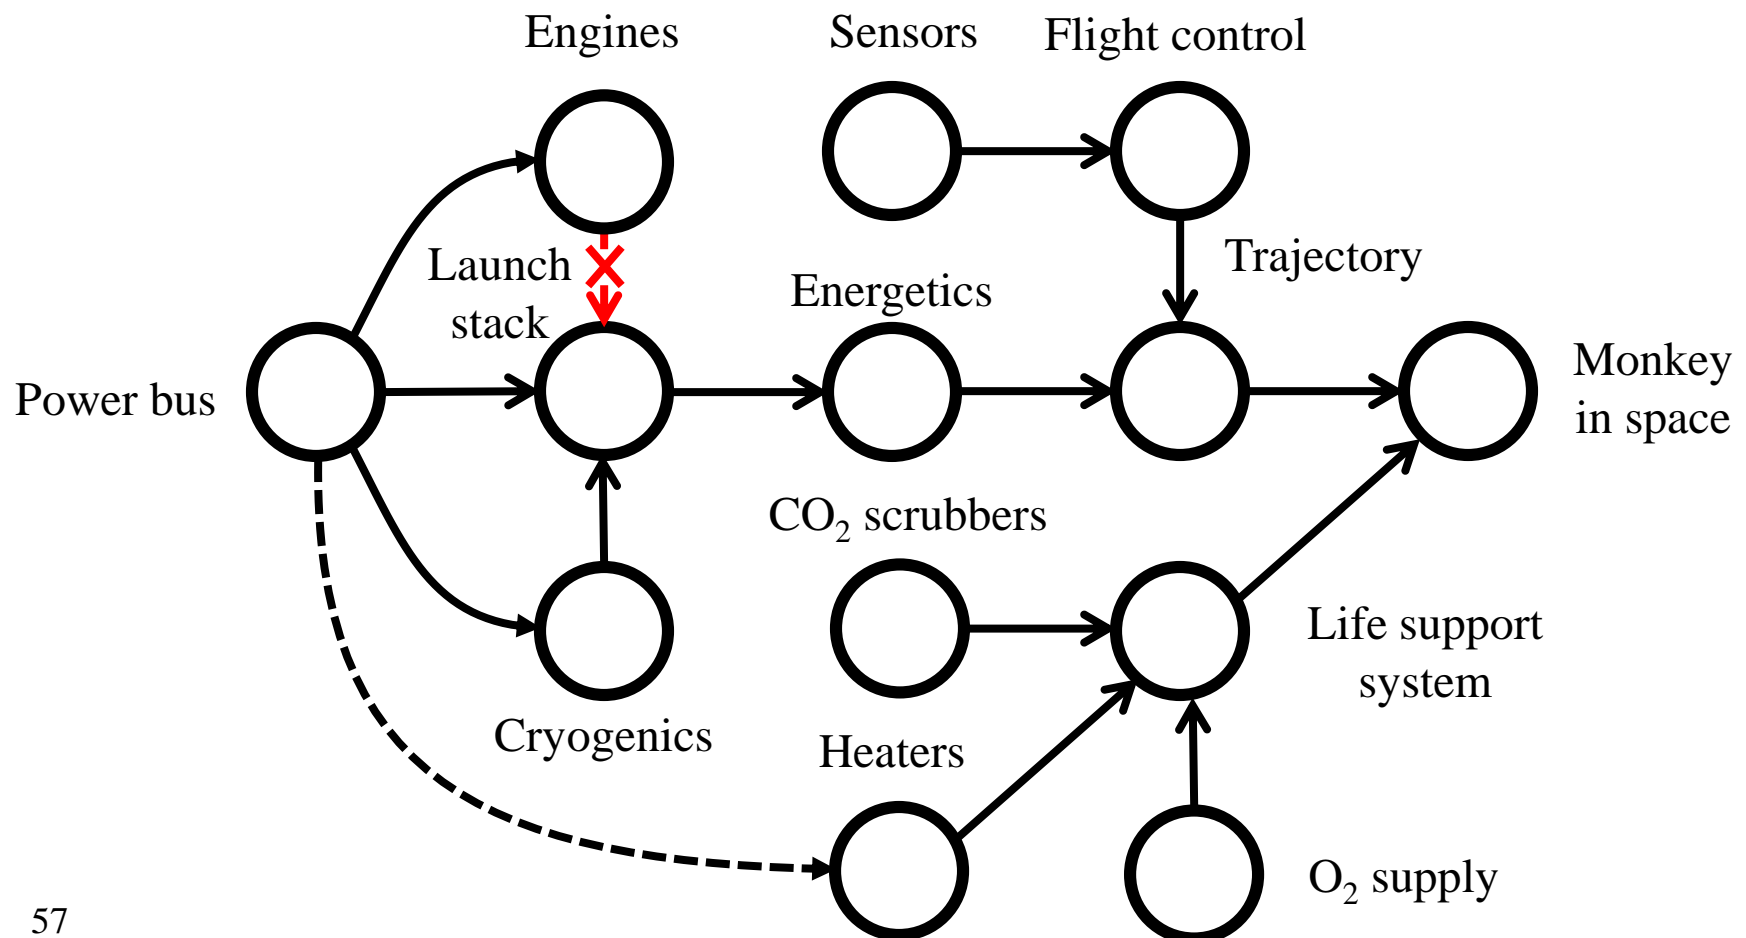 Engines
Sensors
Flight control
Launch
stack
Trajectory
Energetics
Power bus
Monkey
in space
CO₂ scrubbers
Life support
system
Cryogenics
Heaters
O₂ supply
57